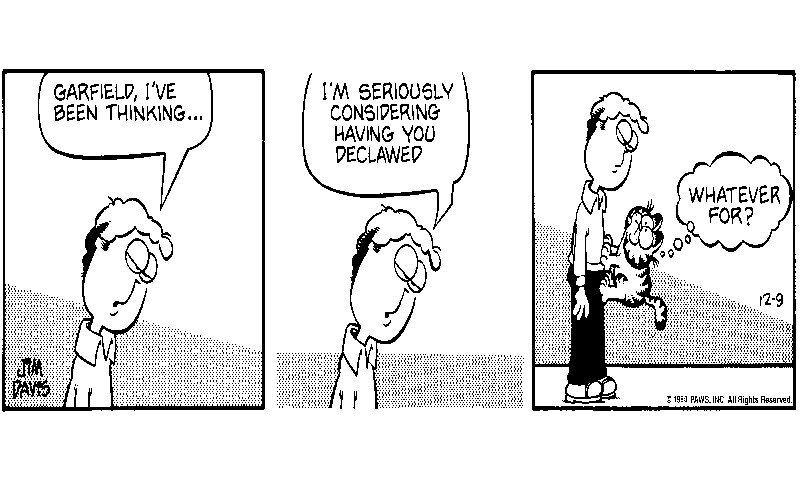 GARFIELD, I'VE
BEEN THINKING...
I'M SERIOUSLY
CONSIDERING
HAVING YOU
DECLAWED
WHATEVER
FOR?
12-9
JIM
DAVIS
© 1980 PAWS, INC. All Rights Reserved.